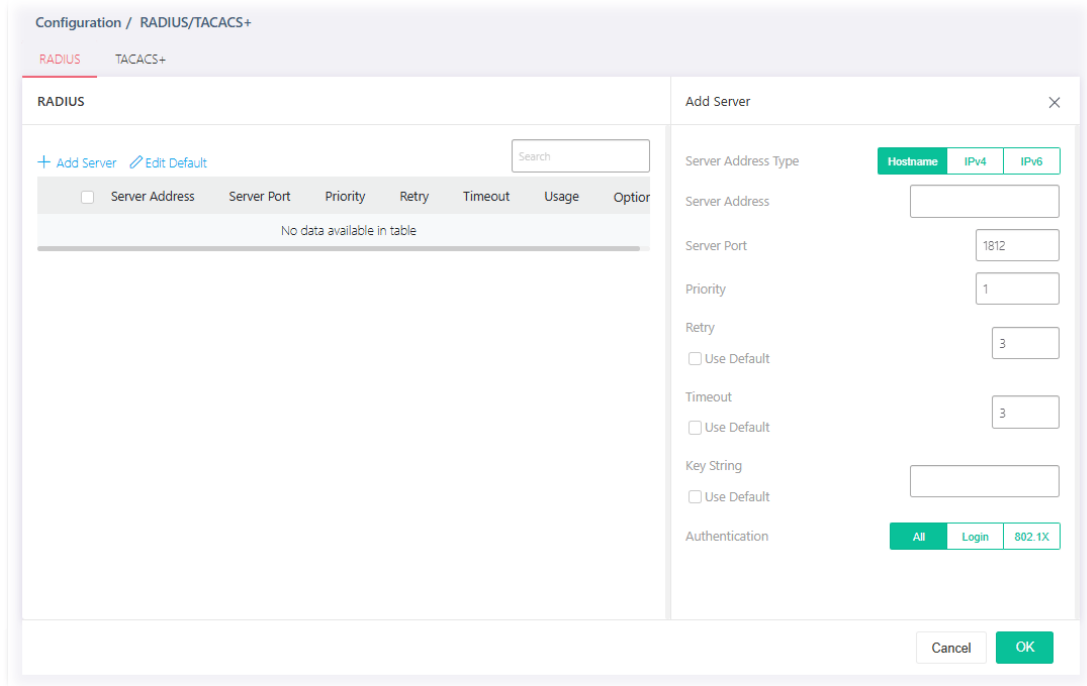 Configuration / RADIUS/TACACS+
RADIUS TACACS+
RADIUS
+ Add Server Edit Default
Search
Server Address Server Port Priority Retry Timeout Usage Option
No data available in table
Add Server ×
Server Address Type Hostname IPv4 IPv6
Server Address
Server Port 1812
Priority 1
Retry
3
Use Default
Timeout
3
Use Default
Key String
Use Default
Authentication All Login 802.1X
Cancel OK